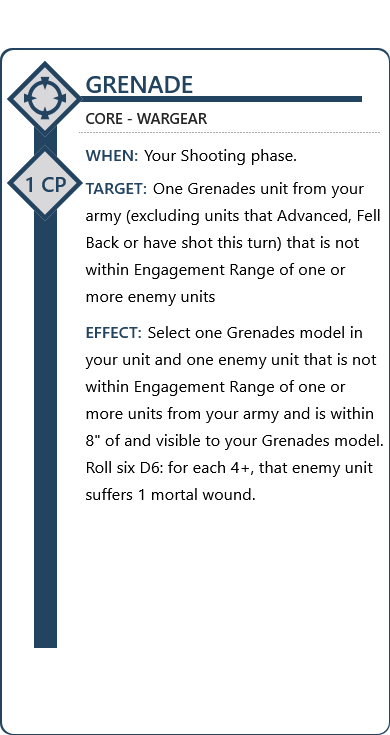 GRENADE
CORE - WARGEAR
1 CP
WHEN: Your Shooting phase.
TARGET: One Grenades unit from your
army (excluding units that Advanced, Fell
Back or have shot this turn) that is not
within Engagement Range of one or
more enemy units
EFFECT: Select one Grenades model in
your unit and one enemy unit that is not
within Engagement Range of one or
more units from your army and is within
8" of and visible to your Grenades model.
Roll six D6: for each 4+, that enemy unit
suffers 1 mortal wound.